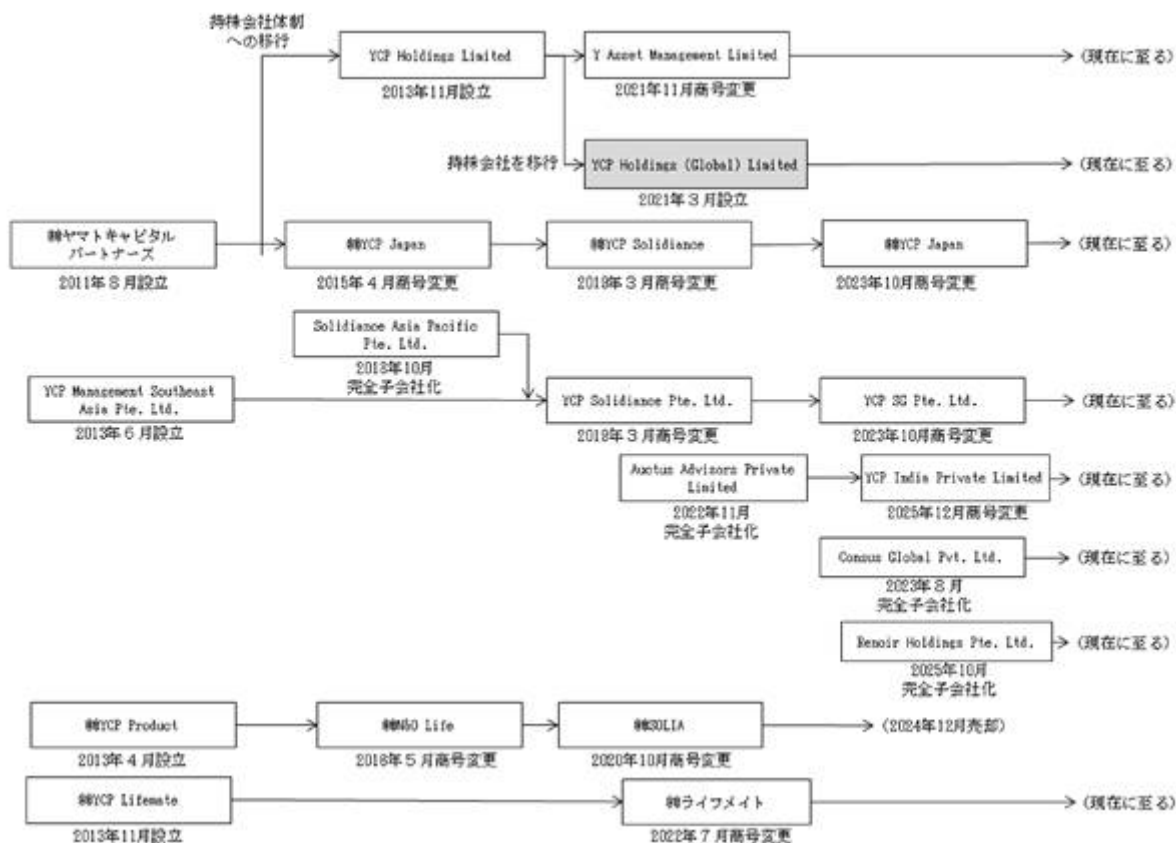 持株会社体制
への移行
YCP Holdings Limited
2013年11月設立
Y Asset Management Limited
2021年11月商号変更
(現在に至る)
持株会社を移行
YCP Holdings (Global) Limited
2021年3月設立
(現在に至る)
㈱ヤマトキャピタル
パートナーズ
2011年8月設立
㈱YCP Japan
2015年4月商号変更
㈱YCP Solidiance
2019年3月商号変更
㈱YCP Japan
2023年10月商号変更
(現在に至る)
Solidiance Asia Pacific
Pte. Ltd.
2018年10月
完全子会社化
YCP Management Southeast
Asia Pte. Ltd.
2013年6月設立
YCP Solidiance Pte. Ltd.
2019年3月商号変更
YCP SG Pte. Ltd.
2023年10月商号変更
(現在に至る)
Auctus Advisors Private
Limited
2022年11月
完全子会社化
YCP India Private Limited
2025年12月商号変更
(現在に至る)
Consus Global Pvt. Ltd.
2023年8月
完全子会社化
(現在に至る)
Renoir Holdings Pte. Ltd.
2025年10月
完全子会社化
(現在に至る)
㈱YCP Product
2013年4月設立
Life
商号変更
㈱SOLIA
2020年10月商号変更
(2024年12月売却)
㈱YCP Lifemate
2013年11月設立
㈱ライフメイト
2022年7月商号変更
(現在に至る)